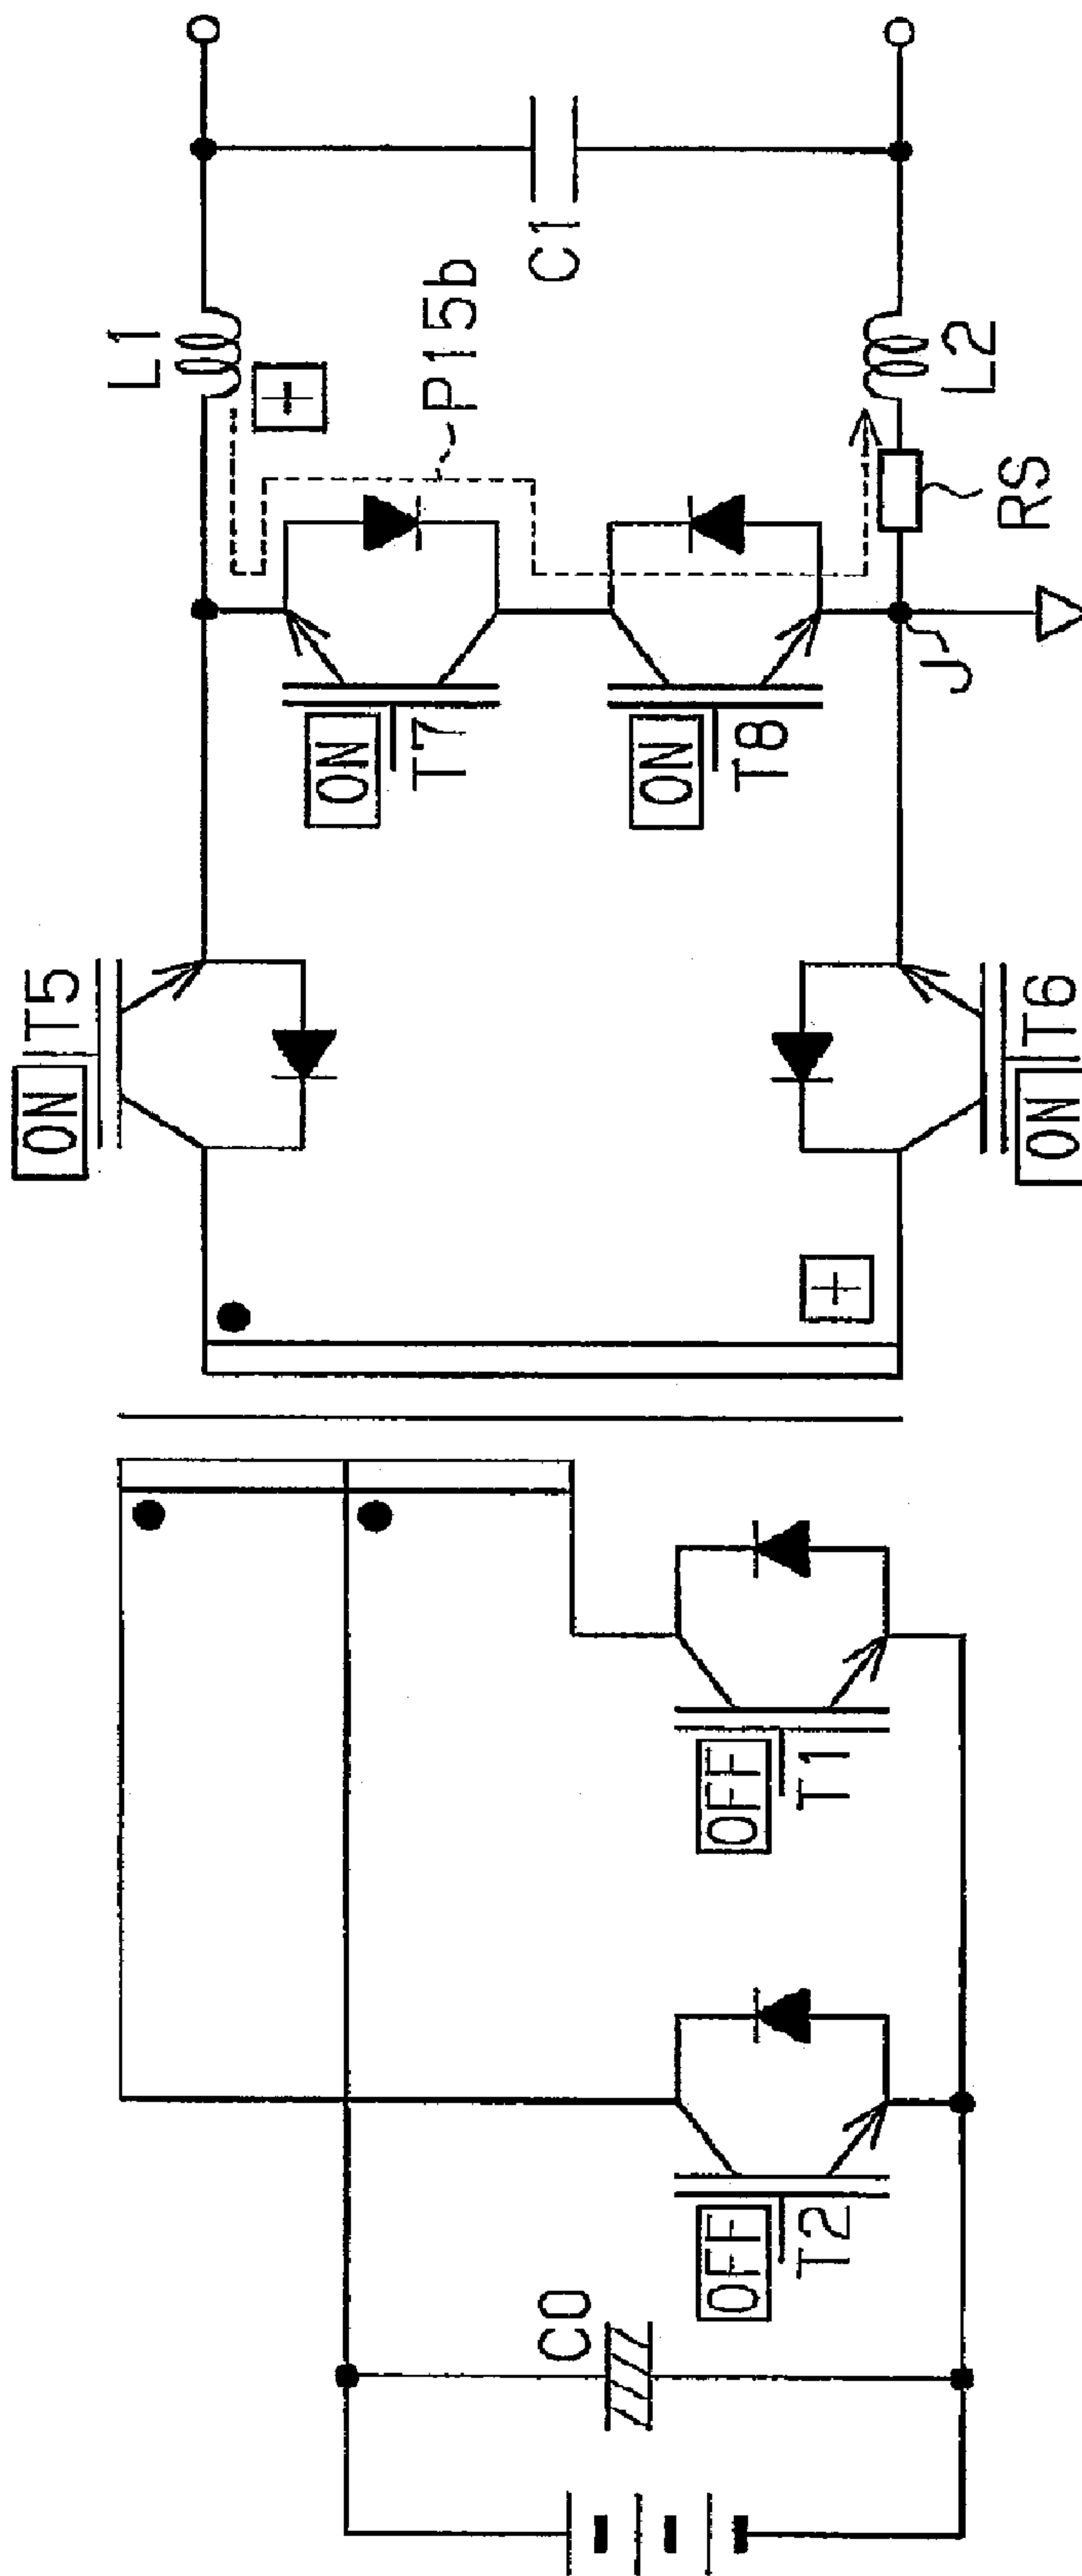 L1
+
P15b
C1
L2
RS
J
ON
T7
ON
T8
ON
T5
ON
T6
+
OFF
T1
OFF
T2
C0